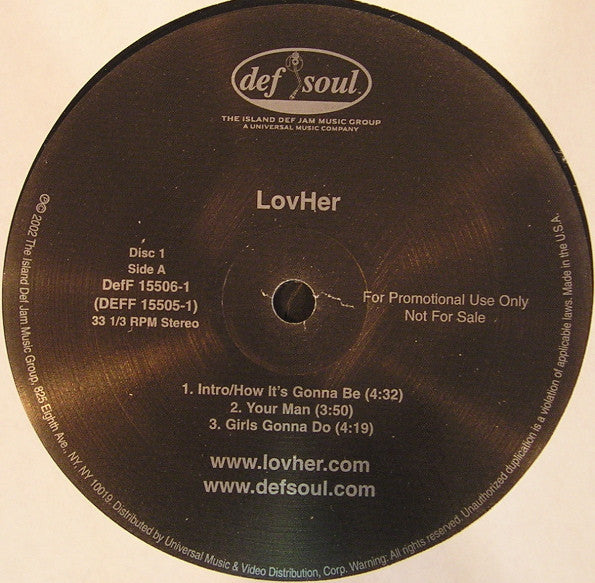 def soul
THE ISLAND DEF JAM MUSIC GROUP
A UNIVERSAL MUSIC COMPANY
LovHer
Disc 1
Side A
DefF 15506-1
(DEFF 15505-1)
33 1/3 RPM Stereo
For Promotional Use Only
Not For Sale
1. Intro/How It's Gonna Be (4:32)
2. Your Man (3:50)
3. Girls Gonna Do (4:19)
www.lovher.com
www.defsoul.com
℗© 2002 The Island Def Jam Music Group, 825 Eighth Ave., NY, NY 10019. Distributed by Universal Music & Video Distribution, Corp. Warning: All rights reserved. Unauthorized duplication is a violation of applicable laws. Made in the U.S.A.